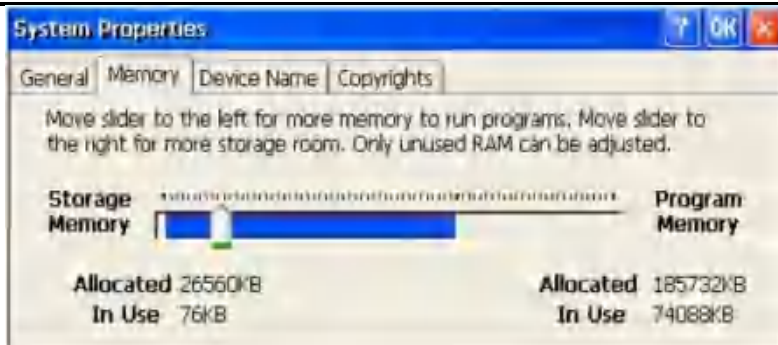 System Properties ? OK ×
General Memory Device Name Copyrights
Move slider to the left for more memory to run programs. Move slider to
the right for more storage room. Only unused RAM can be adjusted.
Storage Memory Program Memory
Allocated 26560KB Allocated 185732KB
In Use 76KB In Use 74088KB